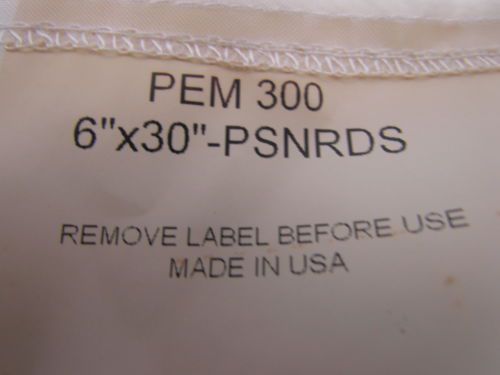 PEM 300
6"x30"-PSNRDS
REMOVE LABEL BEFORE USE
MADE IN USA